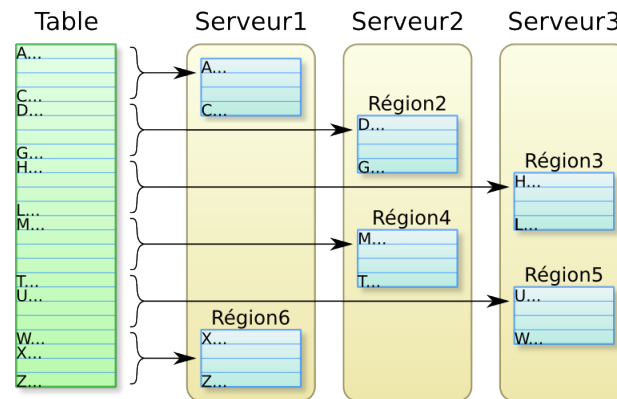 Table
Serveur1
Serveur2
Serveur3
A...
C...
D...
G...
H...
L...
M...
T...
U...
W...
X...
Z...
A...
C...
Région2
D...
G...
Région3
H...
L...
Région4
M...
T...
Région5
U...
W...
Région6
X...
Z...